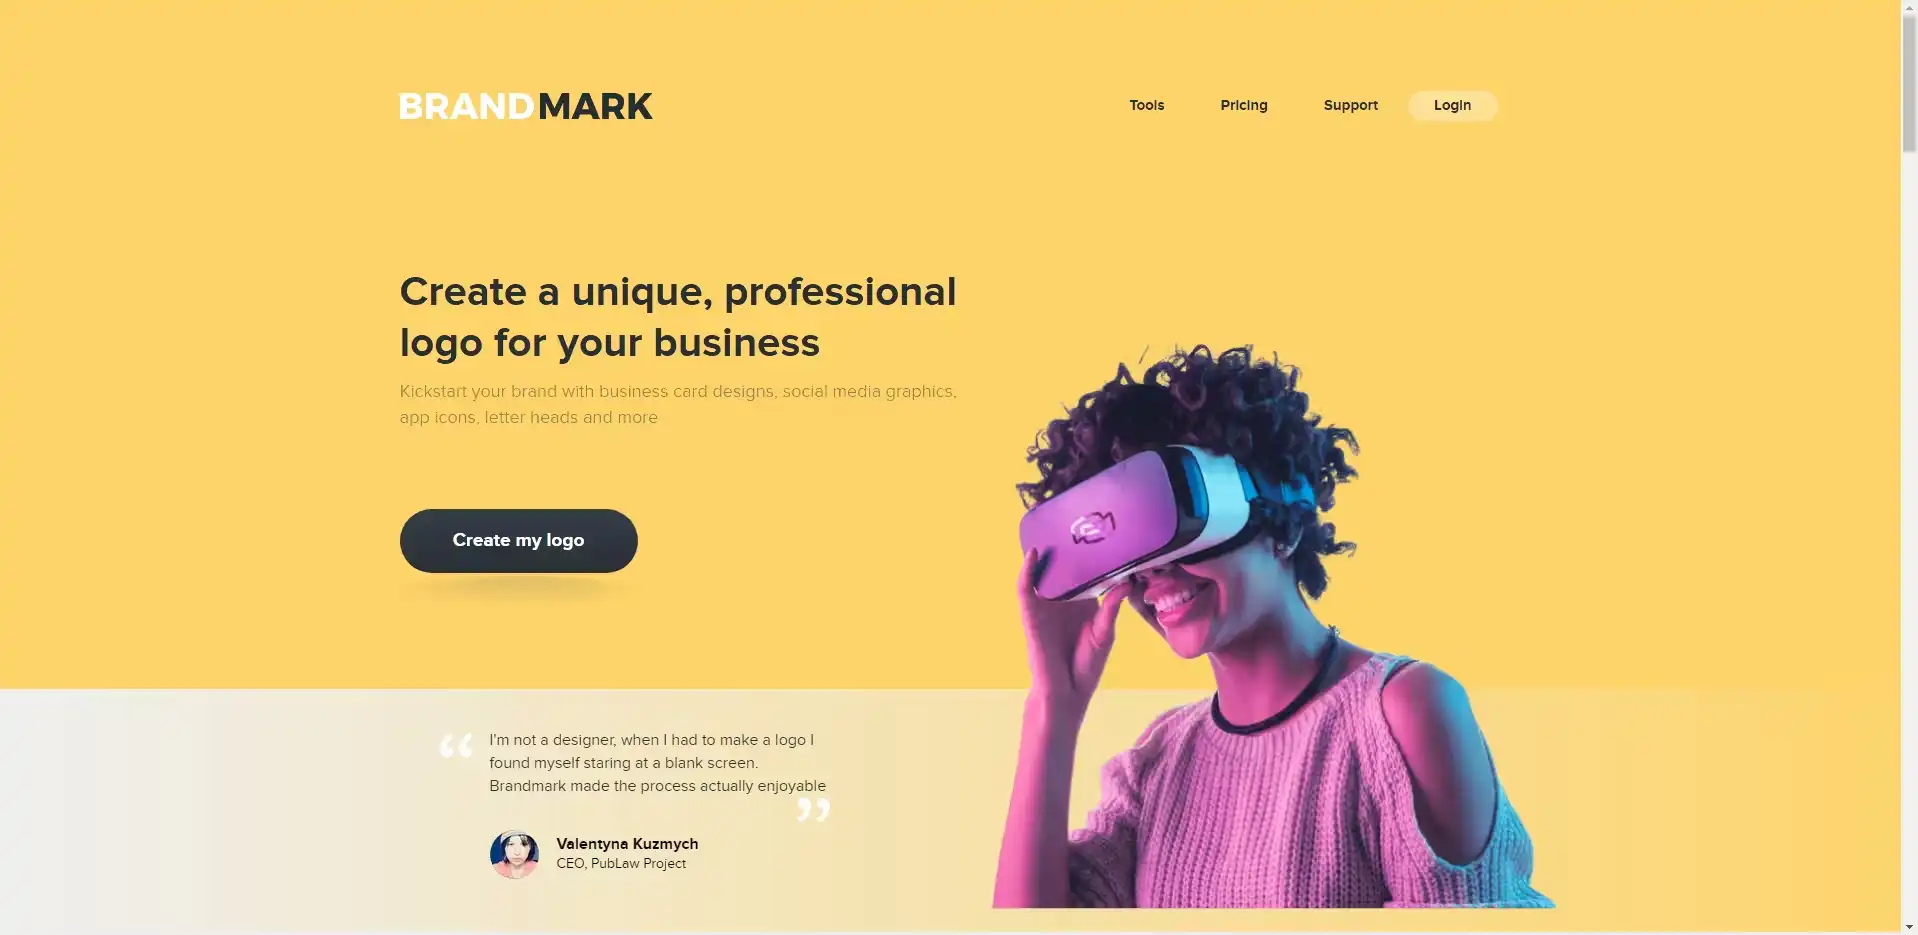 BRANDMARK
Tools
Pricing
Support
Login
Create a unique, professional
logo for your business
Kickstart your brand with business card designs, social media graphics,
app icons, letter heads and more
Create my logo
“ I'm not a designer, when I had to make a logo I
found myself staring at a blank screen.
Brandmark made the process actually enjoyable ”
Valentyna Kuzmych
CEO, PubLaw Project